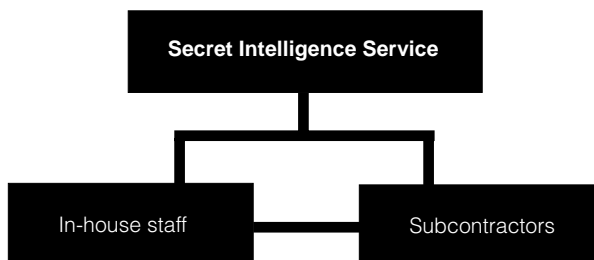 Secret Intelligence Service
In-house staff
Subcontractors